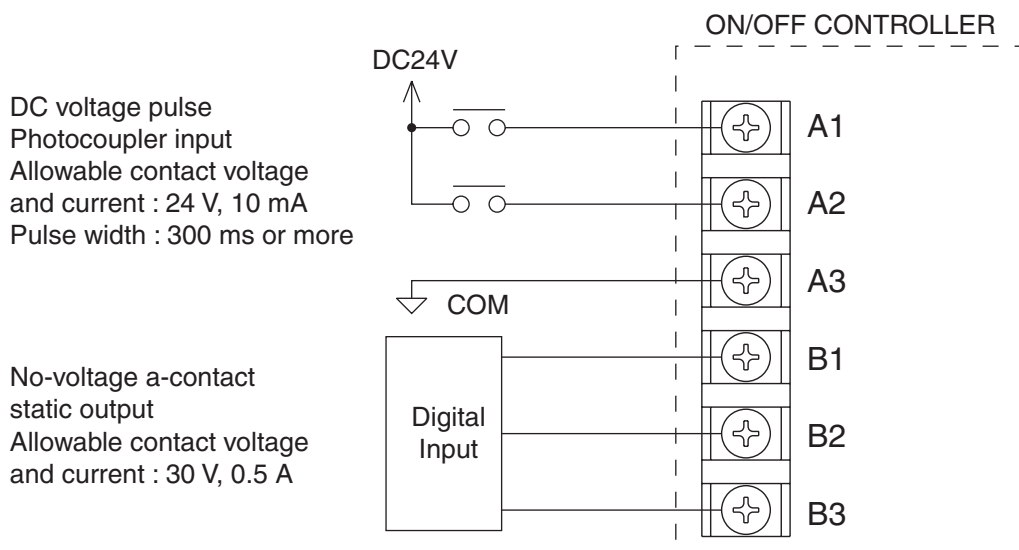 ON/OFF CONTROLLER
DC24V
DC voltage pulse
Photocoupler input
Allowable contact voltage
and current : 24 V, 10 mA
Pulse width : 300 ms or more
A1
A2
A3
COM
B1
No-voltage a-contact
static output
Allowable contact voltage
and current : 30 V, 0.5 A
Digital
Input
B2
B3